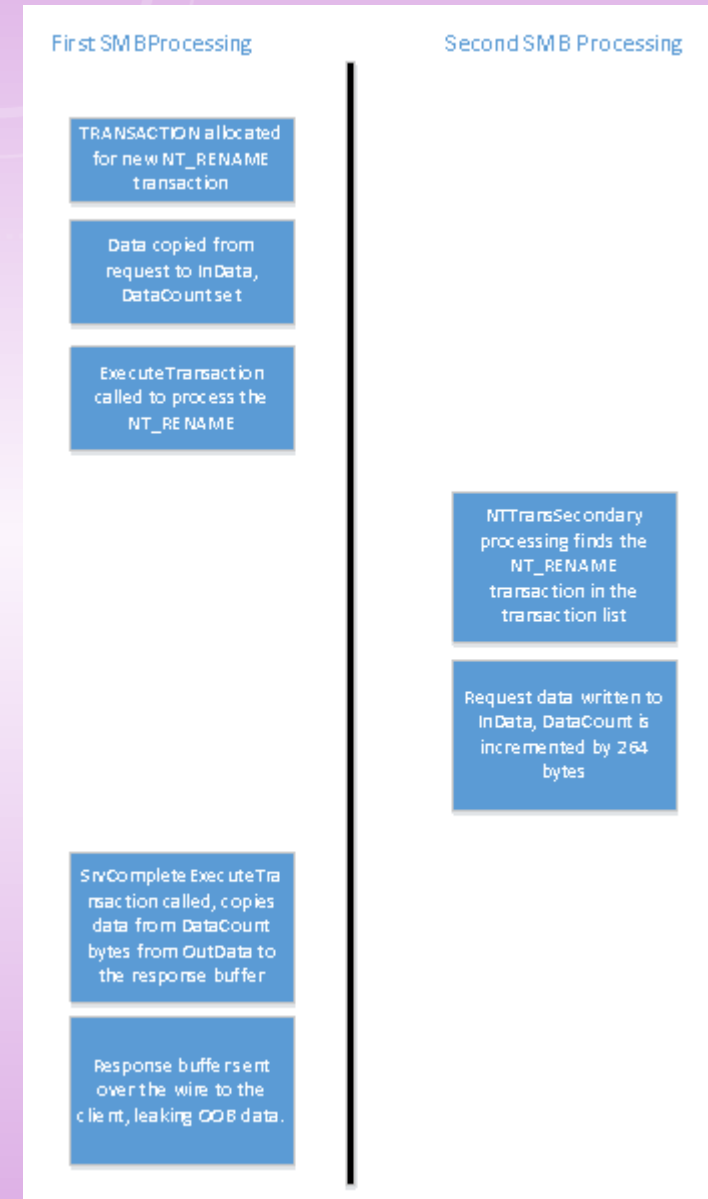 First SMBProcessing
Second SMB Processing
TRANSACTION allocated
for new NT_RENAME
transaction
Data copied from
request to InData,
DataCount set
ExecuteTransaction
called to process the
NT_RENAME
NTTransSecondary
processing finds the
NT_RENAME
transaction in the
transaction list
Request data written to
InData, DataCount is
incremented by 264
bytes
SrvCompleteExecuteTra
nsaction called, copies
data from DataCount
bytes from OutData to
the response buffer
Response buffer sent
over the wire to the
client, leaking OOB data.